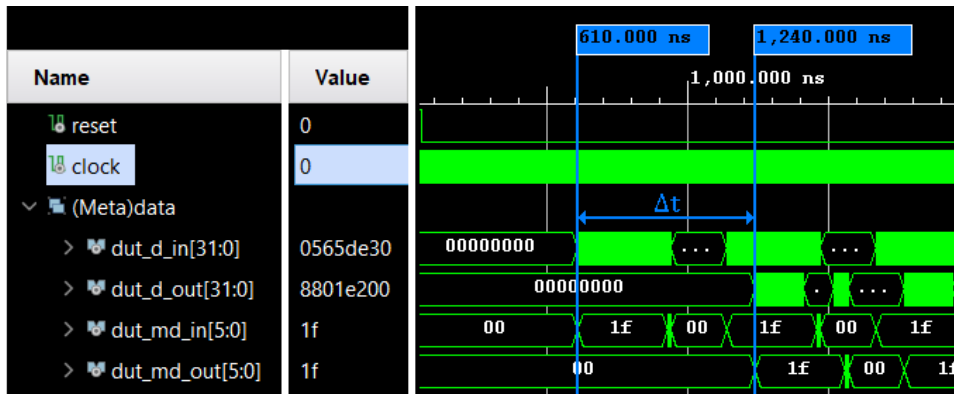 610.000 ns 1,240.000 ns
Name Value 1,000.000 ns
reset 0
clock 0
Δt
(Meta)data
dut_d_in[31:0] 0565de30 00000000 ... ...
dut_d_out[31:0] 8801e200 00000000 . ...
dut_md_in[5:0] 1f 00 1f 00 1f 00 1f
dut_md_out[5:0] 1f 00 1f 00